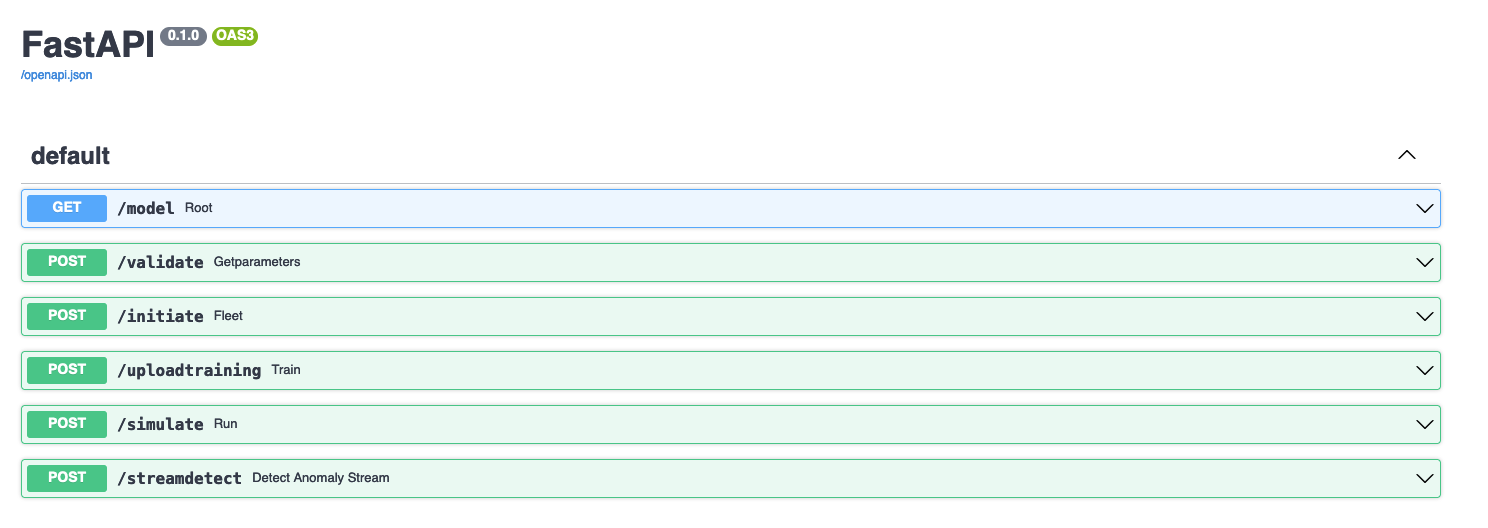 FastAPI 0.1.0 OAS3
/openapi.json
default
GET /model Root
POST /validate Getparameters
POST /initiate Fleet
POST /uploadtraining Train
POST /simulate Run
POST /streamdetect Detect Anomaly Stream